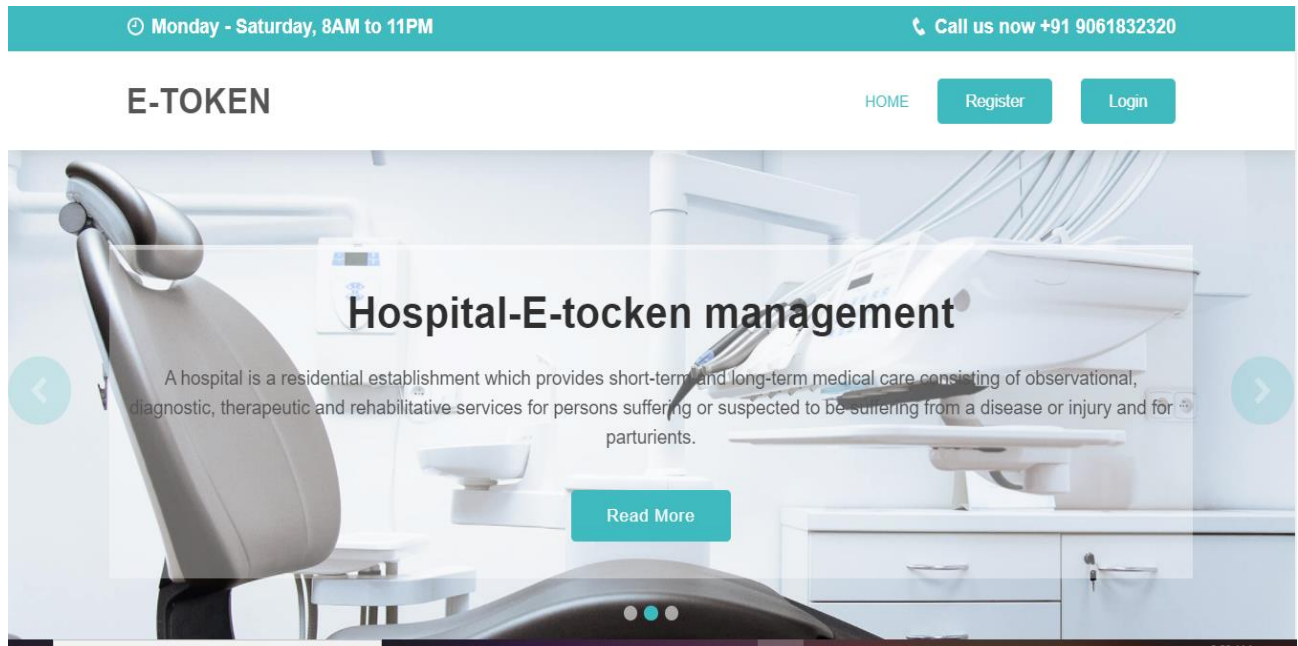 Monday - Saturday, 8AM to 11PM
Call us now +91 9061832320
E-TOKEN
HOME
Register
Login
Hospital-E-tocken management
A hospital is a residential establishment which provides short-term and long-term medical care consisting of observational,
diagnostic, therapeutic and rehabilitative services for persons suffering or suspected to be suffering from a disease or injury and for
parturients.
Read More